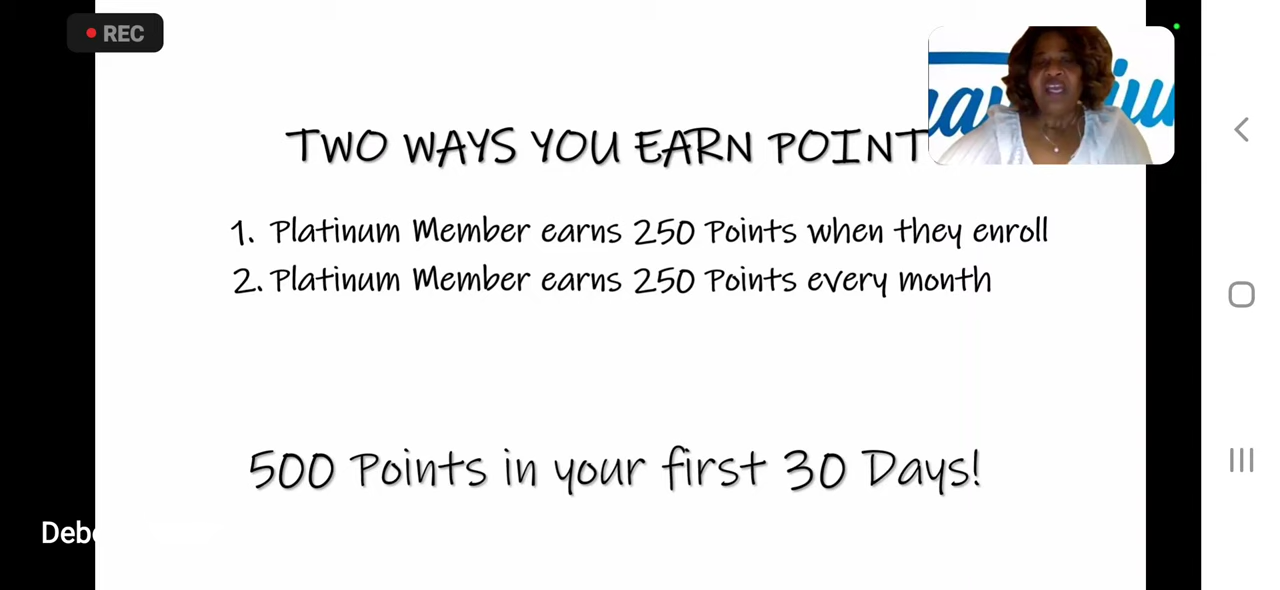 REC
TWO WAYS YOU EARN POINT
1. Platinum Member earns 250 Points when they enroll
2. Platinum Member earns 250 Points every month
500 Points in your first 30 Days!